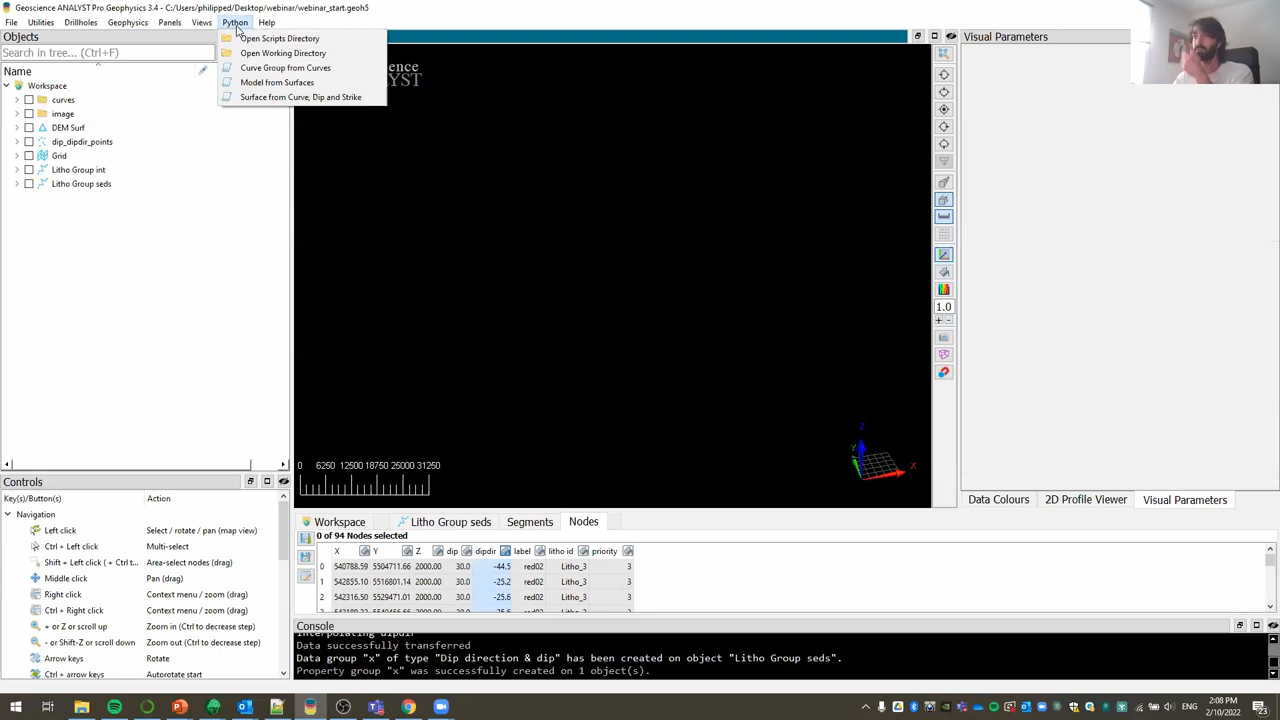 Geoscience ANALYST Pro Geophysics 3.4 - C:/Users/philipped/Desktop/webinar/webinar_start.geoh5
File Utilities Drillholes Geophysics Panels Views Python Help
Objects
Search in tree... (Ctrl+F)
Name
Workspace
curves
image
DEM Surf
dip_dipdir_points
Grid
Litho Group int
Litho Group seds
Open Scripts Directory
Open Working Directory
Curve Group from Curves
Model from Surfaces
Surface from Curve, Dip and Strike
Visual Parameters
1.0
+ -
Z
Y
X
0 6250 12500 18750 25000 31250
Data Colours 2D Profile Viewer Visual Parameters
Controls
Key(s)/Button(s) Action
Navigation
Left click Select / rotate / pan (map view)
Ctrl + Left click Multi-select
Shift + Left click ( + Ctrl t... Area-select nodes (drag)
Middle click Pan (drag)
Right click Context menu / zoom (drag)
Ctrl + Right click Context menu / zoom (drag)
+ or Z or scroll up Zoom in (Ctrl to decrease step)
- or Shift-Z or scroll down Zoom out (Ctrl to decrease step)
Arrow keys Rotate
Ctrl + arrow keys Autorotate start
Workspace Litho Group seds Segments Nodes
0 of 94 Nodes selected
X Y Z dip dipdir label litho id priority
0 540788.59 5504711.66 2000.00 30.0 -44.5 red02 Litho_3 3
1 542855.10 5516801.14 2000.00 30.0 -25.2 red02 Litho_3 3
2 542316.50 5529471.01 2000.00 30.0 -25.6 red02 Litho_3 3
Console
Interpolating dipdir
Data successfully transferred
Data group "x" of type "Dip direction & dip" has been created on object "Litho Group seds".
Property group "x" was successfully created on 1 object(s).
2:08 PM
2/10/2022